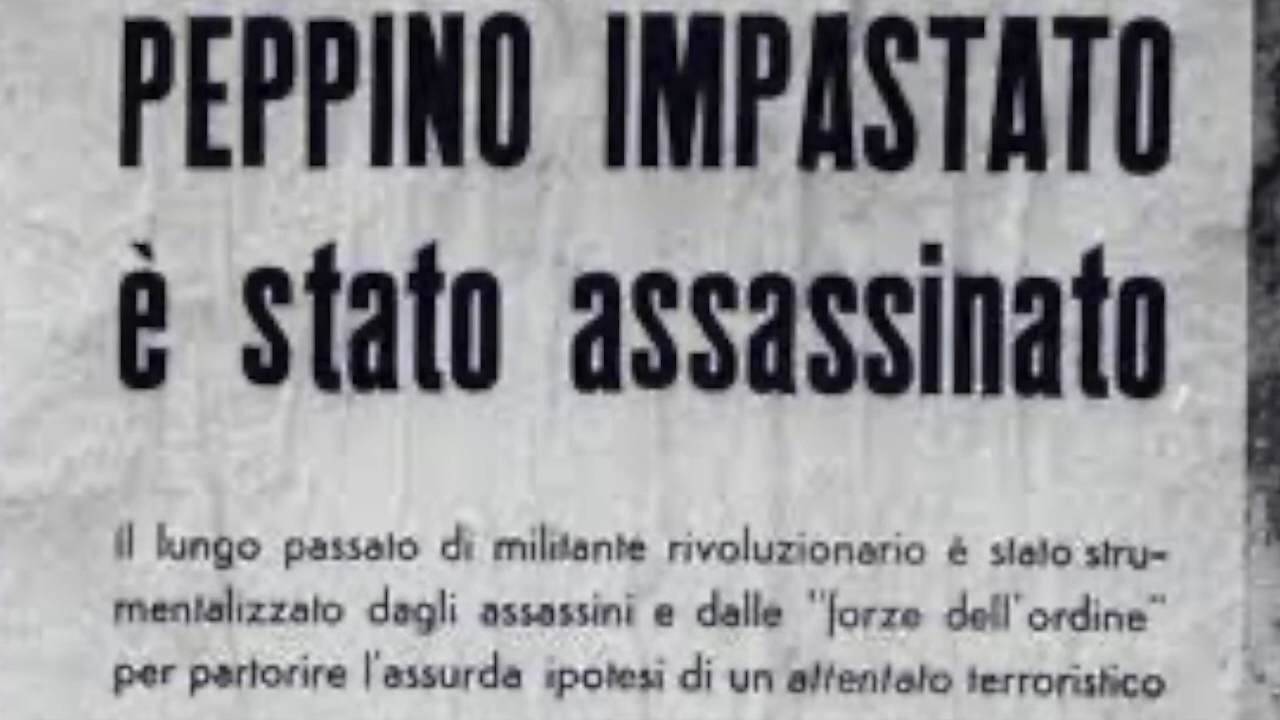 PEPPINO IMPASTATO
è stato assassinato
il lungo passato di militante rivoluzionario è stato stru-
mentalizzato dagli assassini e dalle "forze dell'ordine"
per partorire l'assurda ipotesi di un attentato terroristico